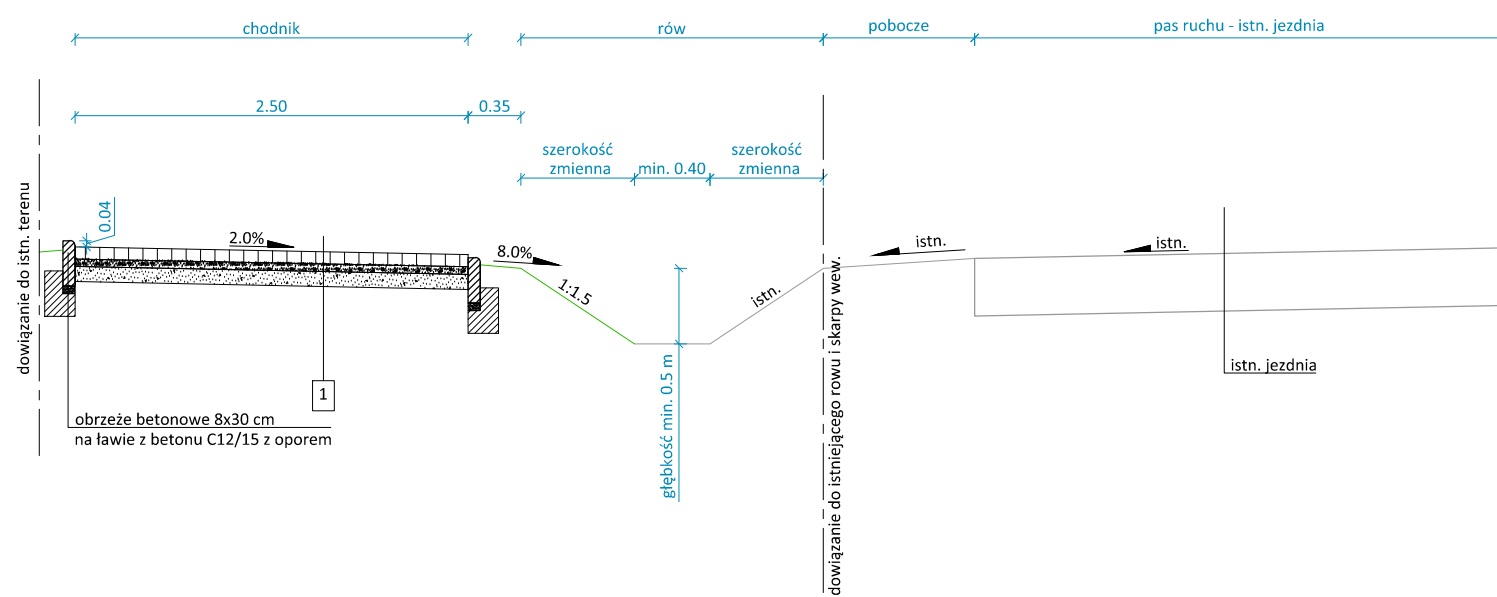 chodnik
rów
pobocze
pas ruchu - istn. jezdnia
2.50
0.35
szerokość
zmienna
min. 0.40
szerokość
zmienna
dowiązanie do istn. terenu
0.04
2.0%
8.0%
1:1.5
istn.
istn.
istn.
głębkość min. 0.5 m
dowiązanie do istniejącego rowu i skarpy wew.
istn. jezdnia
1
obrzeże betonowe 8x30 cm
na ławie z betonu C12/15 z oporem